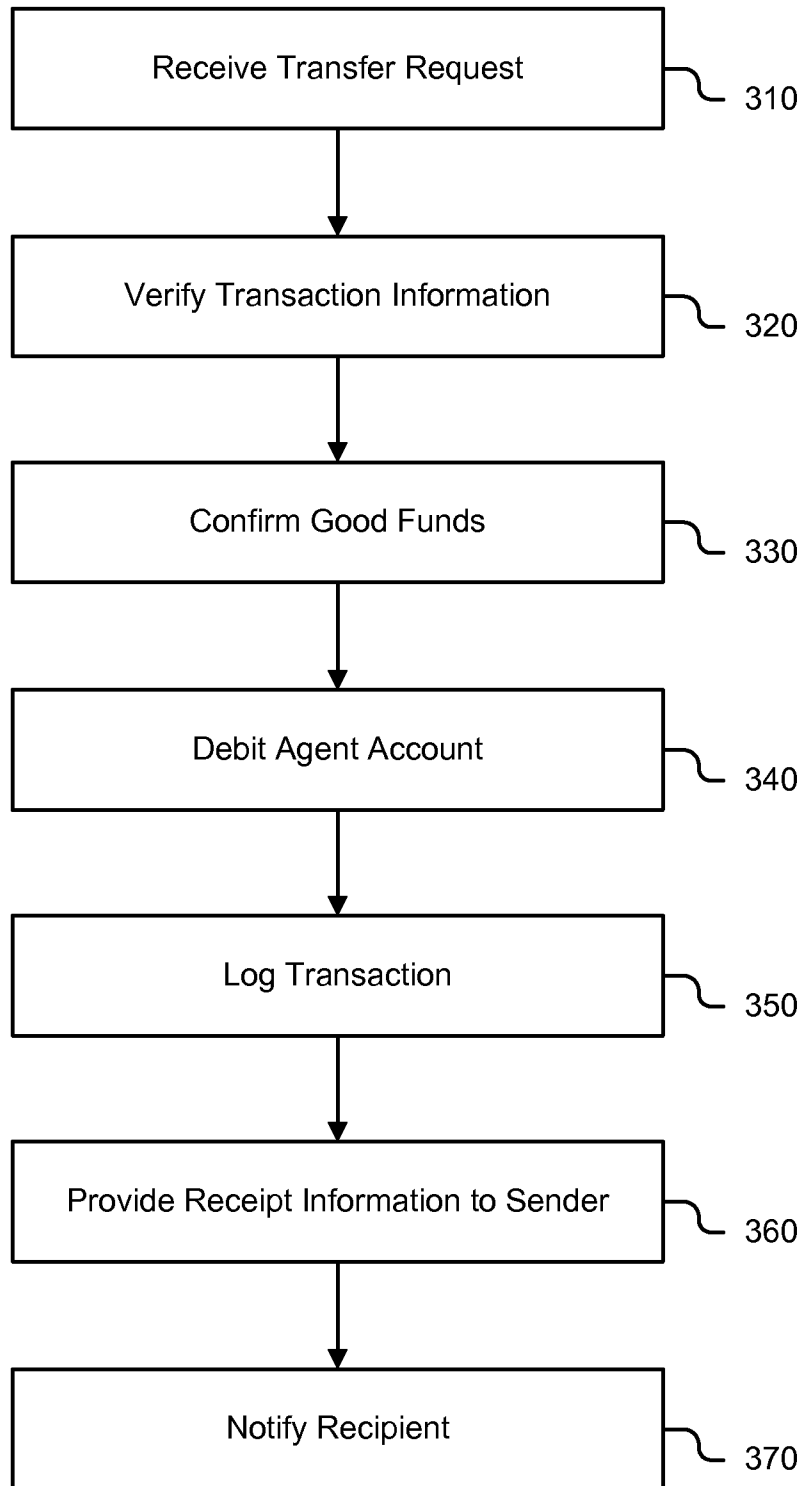 Receive Transfer Request
310
Verify Transaction Information
320
Confirm Good Funds
330
Debit Agent Account
340
Log Transaction
350
Provide Receipt Information to Sender
360
Notify Recipient
370